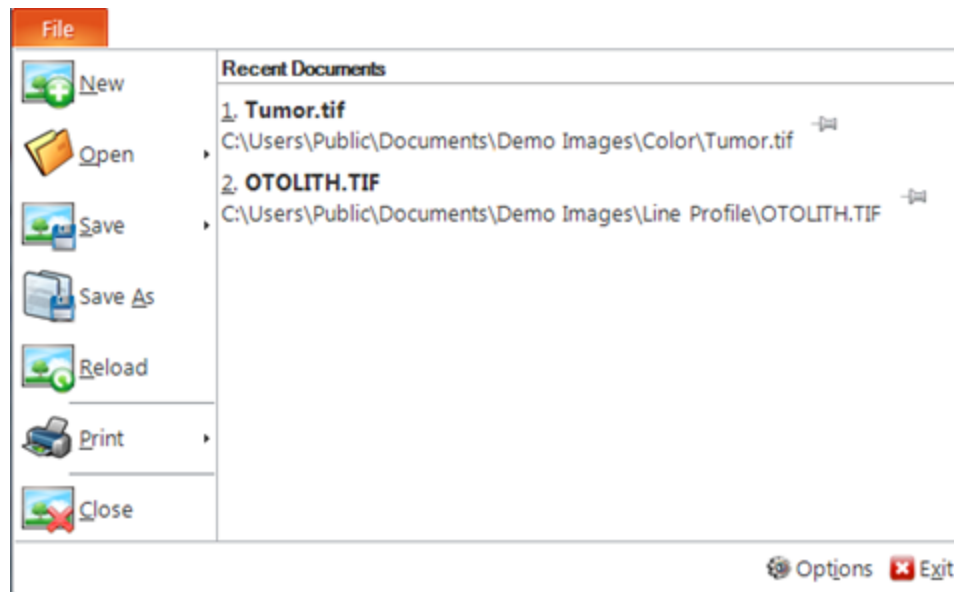 File
New
Open
Save
Save As
Reload
Print
Close
Recent Documents
1. Tumor.tif
C:\Users\Public\Documents\Demo Images\Color\Tumor.tif
2. OTOLITH.TIF
C:\Users\Public\Documents\Demo Images\Line Profile\OTOLITH.TIF
Options Exit